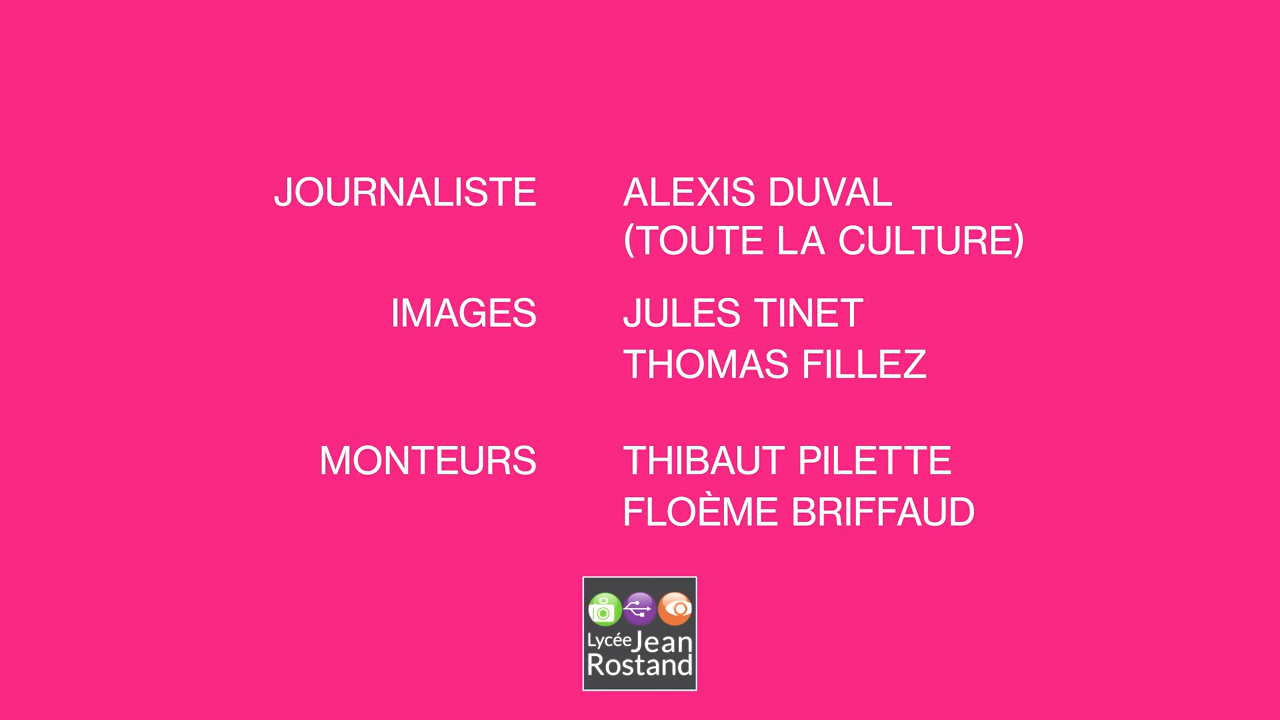 JOURNALISTE ALEXIS DUVAL
(TOUTE LA CULTURE)
IMAGES JULES TINET
THOMAS FILLEZ
MONTEURS THIBAUT PILETTE
FLOÈME BRIFFAUD
Lycée Jean
Rostand